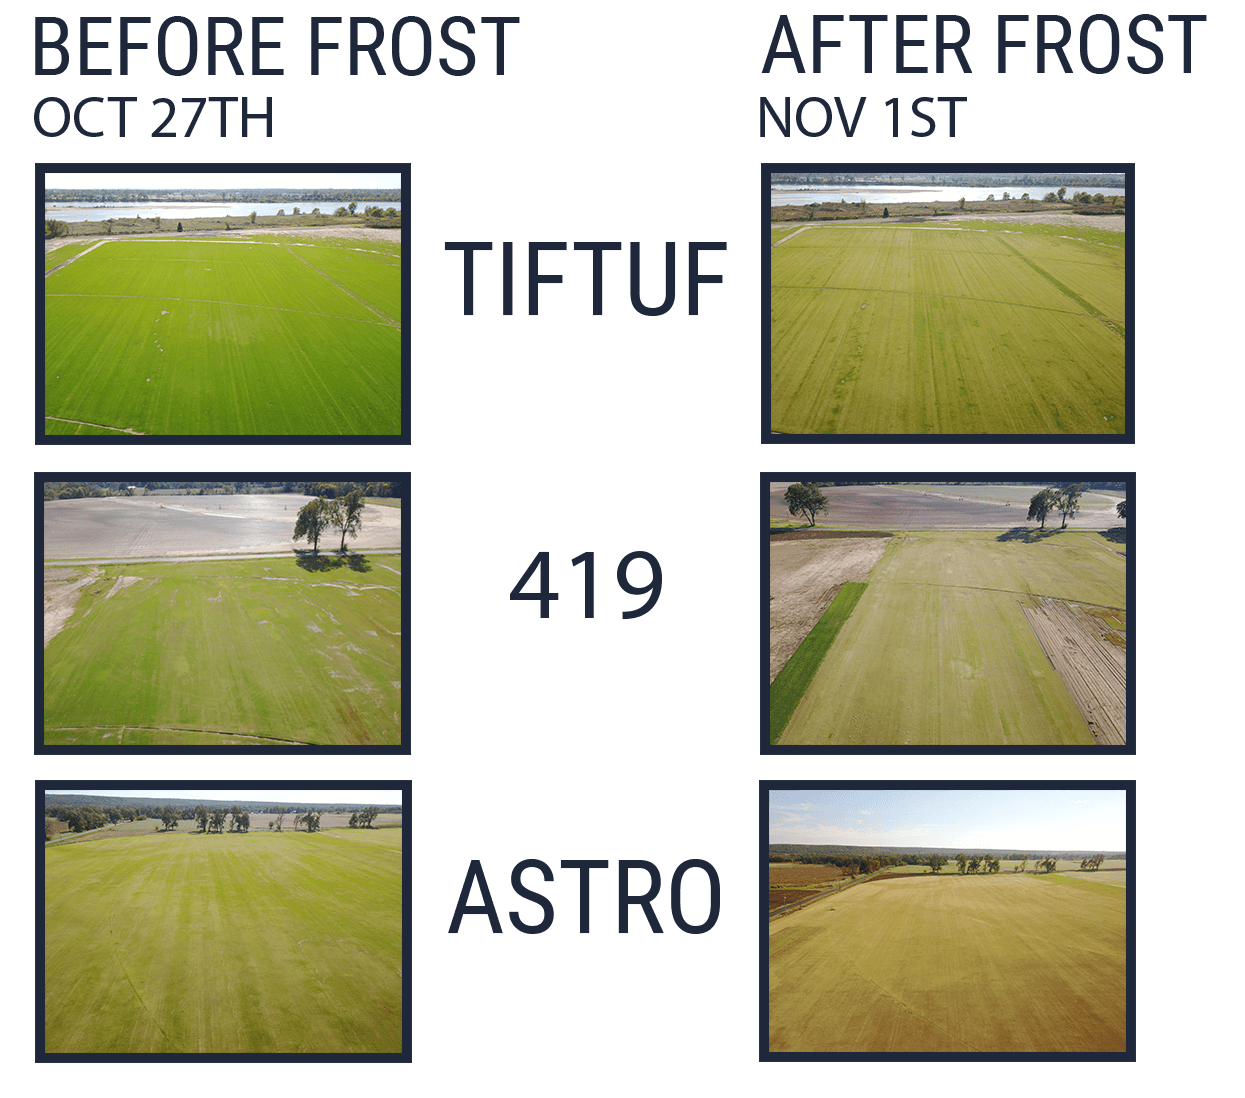 BEFORE FROST
OCT 27TH
AFTER FROST
NOV 1ST
TIFTUF
419
ASTRO